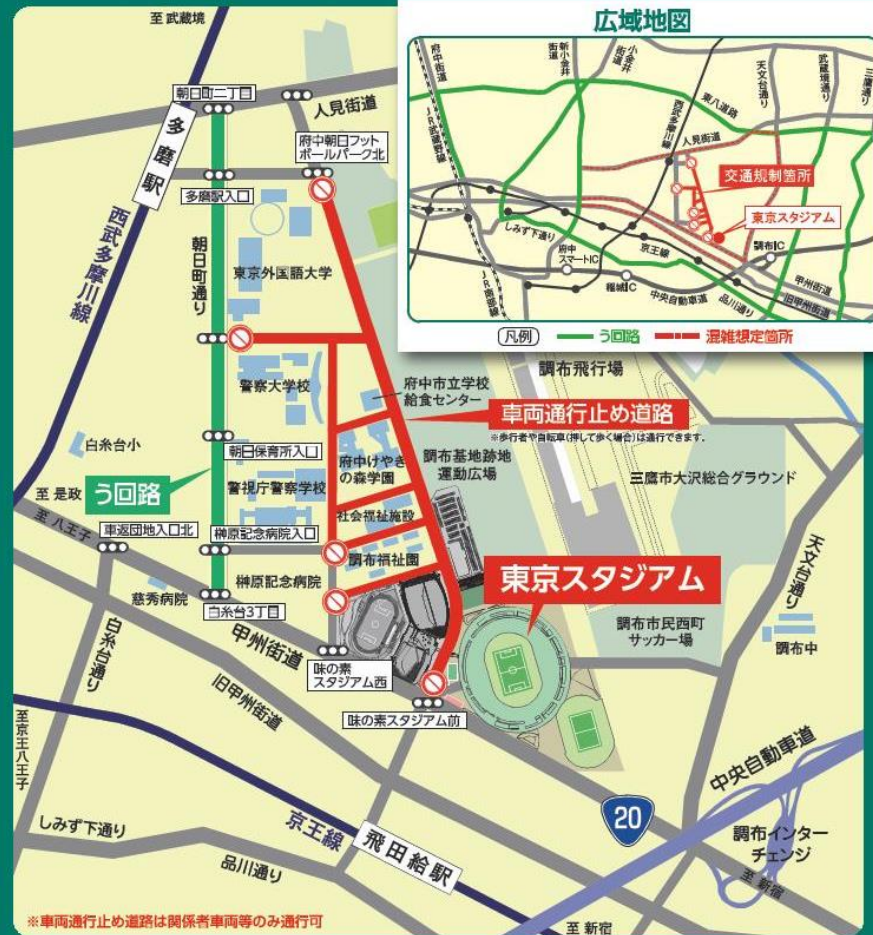 至 武蔵境
朝日町二丁目
人見街道
多磨駅
府中朝日フット
ボールパーク北
多磨駅入口
西武多摩川線
朝日町通り
東京外国語大学
警察大学校
府中市立学校
給食センター
車両通行止め道路
※歩行者や自転車(押して歩く場合)は通行できます。
調布飛行場
白糸台小
朝日保育所入口
府中けやき
の森学園
調布基地跡地
運動広場
三鷹市大沢総合グラウンド
至 是政
う回路
警視庁警察学校
至 八王子
車返団地入口北
榊原記念病院入口
社会福祉施設
調布福祉園
天文台通り
慈秀病院
榊原記念病院
白糸台3丁目
東京スタジアム
調布市民西町
サッカー場
調布中
白糸台通り
甲州街道
味の素
スタジアム西
旧甲州街道
味の素スタジアム前
至京王八王子
中央自動車道
20
しみず下通り
京王線
飛田給駅
調布インター
チェンジ
品川通り
至 新宿
至 新宿
※車両通行止め道路は関係者車両等のみ通行可
広域地図
府中街道
新小金井
街道
小金井
街道
天文台通り
武蔵境通り
三鷹通り
JR武蔵野線
西武多摩川線
東八道路
人見街道
交通規制箇所
東京スタジアム
しみず下通り
府中
スマートIC
京王線
調布IC
JR南武線
稲城IC
中央自動車道
品川通り
甲州街道
旧甲州街道
凡例
う回路
混雑想定箇所